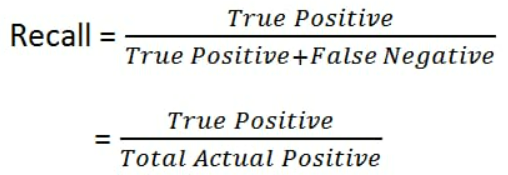 Recall = True Positive / True Positive+False Negative
= True Positive / Total Actual Positive